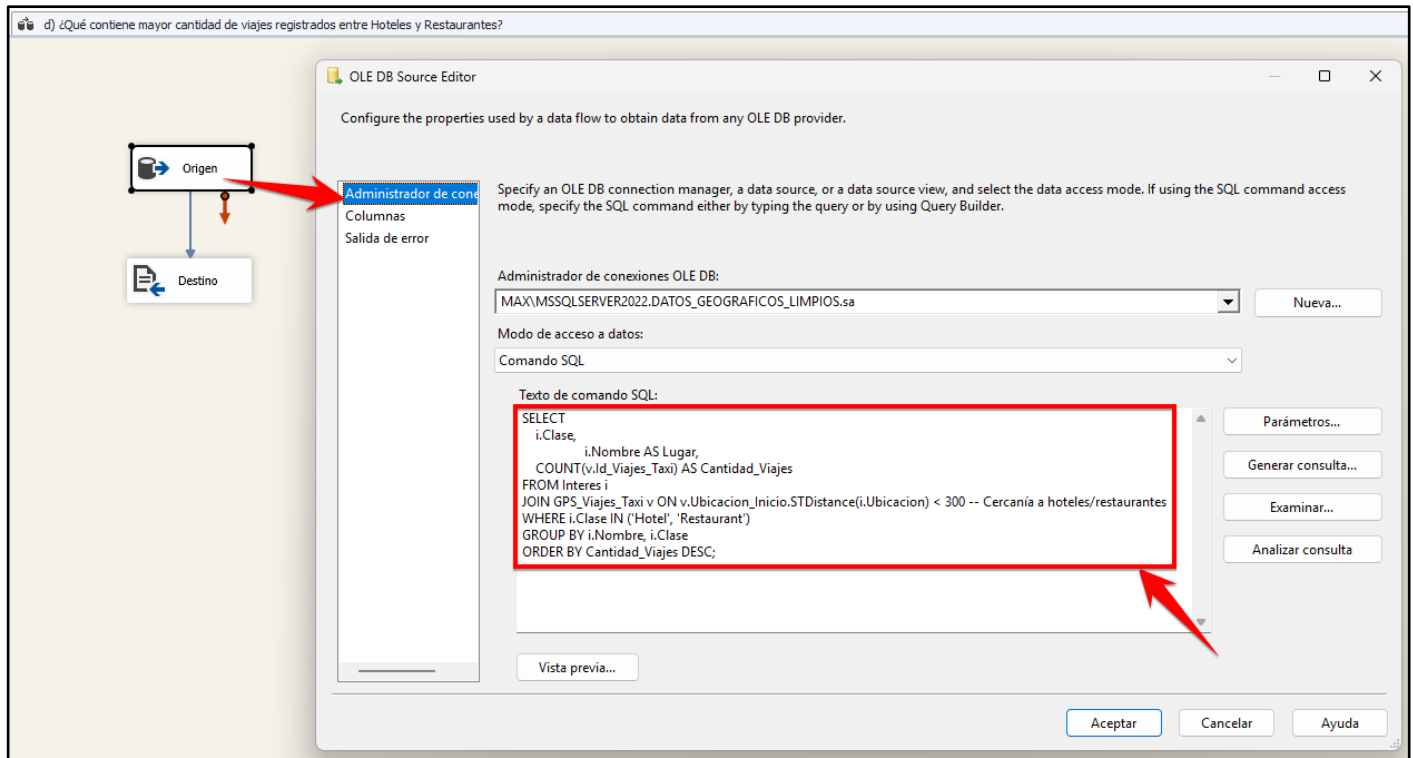 d) ¿Qué contiene mayor cantidad de viajes registrados entre Hoteles y Restaurantes?
OLE DB Source Editor
Configure the properties used by a data flow to obtain data from any OLE DB provider.
Origen
Destino
Administrador de cone
Columnas
Salida de error
Specify an OLE DB connection manager, a data source, or a data source view, and select the data access mode. If using the SQL command access
mode, specify the SQL command either by typing the query or by using Query Builder.
Administrador de conexiones OLE DB:
MAX\MSSQLSERVER2022.DATOS_GEOGRAFICOS_LIMPIOS.sa
Nueva...
Modo de acceso a datos:
Comando SQL
Texto de comando SQL:
SELECT
i.Clase,
i.Nombre AS Lugar,
COUNT(v.Id_Viajes_Taxi) AS Cantidad_Viajes
FROM Interes i
JOIN GPS_Viajes_Taxi v ON v.Ubicacion_Inicio.STDistance(i.Ubicacion) < 300 -- Cercanía a hoteles/restaurantes
WHERE i.Clase IN ('Hotel', 'Restaurant')
GROUP BY i.Nombre, i.Clase
ORDER BY Cantidad_Viajes DESC;
Parámetros...
Generar consulta...
Examinar...
Analizar consulta
Vista previa...
Aceptar
Cancelar
Ayuda